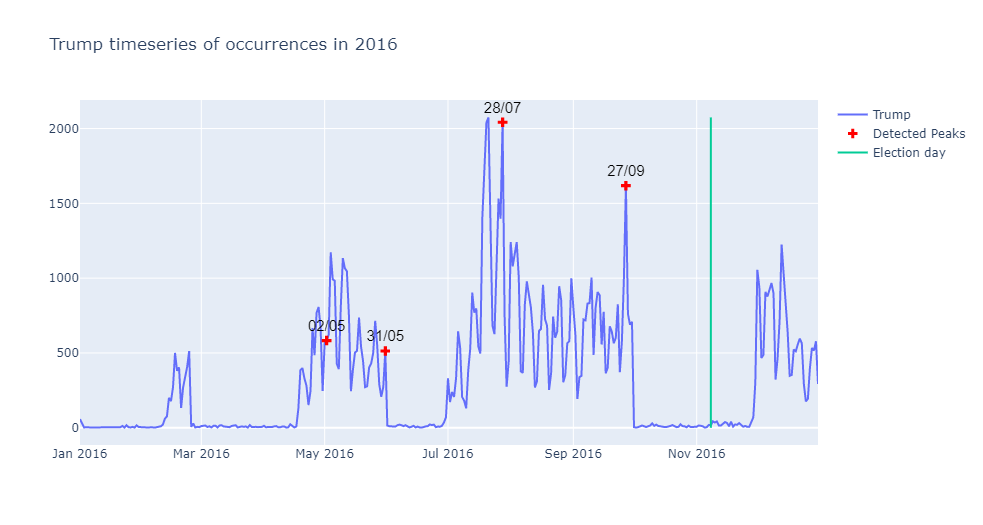 Trump timeseries of occurrences in 2016
28/07
27/09
02/05
31/05
2000
1500
1000
500
0
Jan 2016
Mar 2016
May 2016
Jul 2016
Sep 2016
Nov 2016
Trump
Detected Peaks
Election day